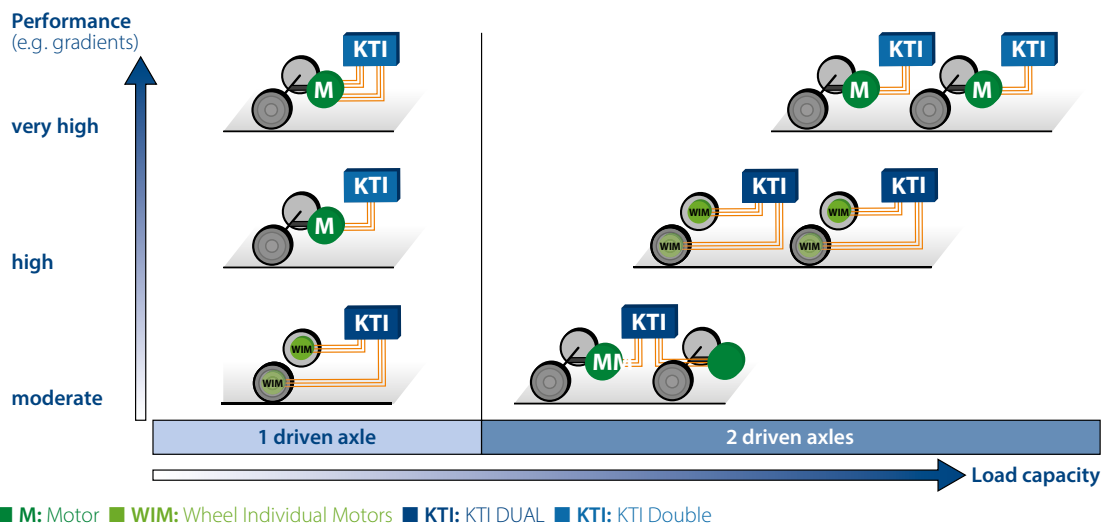 Performance
(e.g. gradients)
KTI
M
KTI
M
KTI
M
very high
KTI
M
KTI
WIM
WIM
KTI
WIM
WIM
high
KTI
WIM
WIM
KTI
MM
moderate
1 driven axle
2 driven axles
Load capacity
M: Motor WIM: Wheel Individual Motors KTI: KTI DUAL KTI: KTI Double